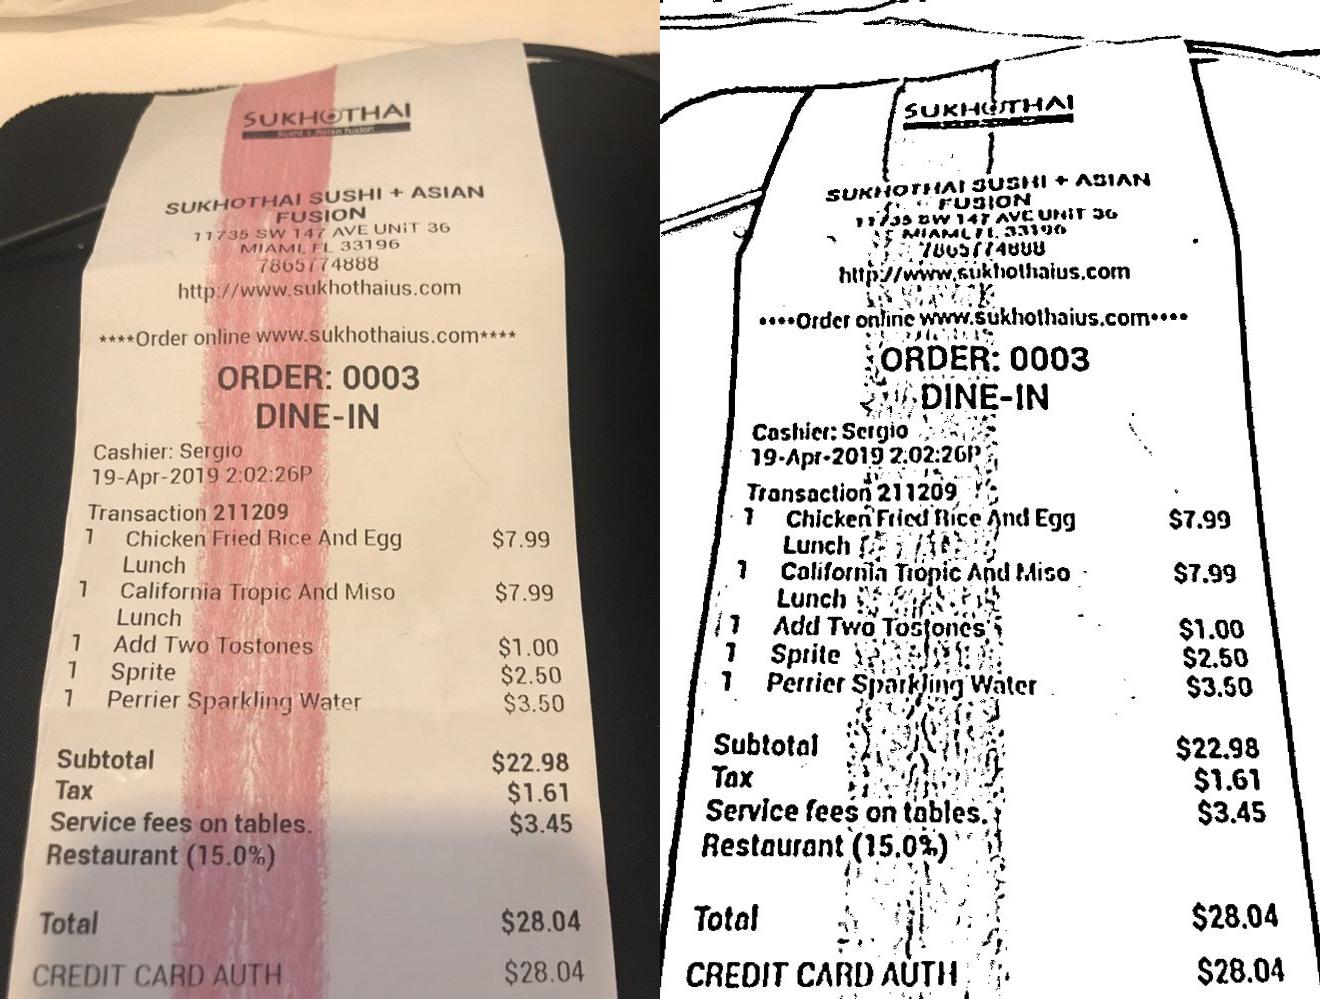 SUKHOTHAI
Sushi + Asian Fusion
SUKHOTHAI SUSHI + ASIAN
FUSION
11735 SW 147 AVE UNIT 36
MIAMI, FL 33196
7865774888
http://www.sukhothaius.com
****Order online www.sukhothaius.com****
ORDER: 0003
DINE-IN
Cashier: Sergio
19-Apr-2019 2:02:26P
Transaction 211209
1 Chicken Fried Rice And Egg $7.99
Lunch
1 California Tropic And Miso $7.99
Lunch
1 Add Two Tostones $1.00
1 Sprite $2.50
1 Perrier Sparkling Water $3.50
Subtotal $22.98
Tax $1.61
Service fees on tables. $3.45
Restaurant (15.0%)
Total $28.04
CREDIT CARD AUTH $28.04
SUKHOTHAI
SUKHOTHAI SUSHI + ASIAN
FUSION
11735 SW 147 AVE UNIT 36
MIAMI, FL 33196
7865774888
http://www.sukhothaius.com
****Order online www.sukhothaius.com****
ORDER: 0003
DINE-IN
Cashier: Sergio
19-Apr-2019 2:02:26P
Transaction 211209
1 Chicken Fried Rice And Egg $7.99
Lunch
1 California Tropic And Miso $7.99
Lunch
1 Add Two Tostones $1.00
1 Sprite $2.50
1 Perrier Sparkling Water $3.50
Subtotal $22.98
Tax $1.61
Service fees on tables. $3.45
Restaurant (15.0%)
Total $28.04
CREDIT CARD AUTH $28.04